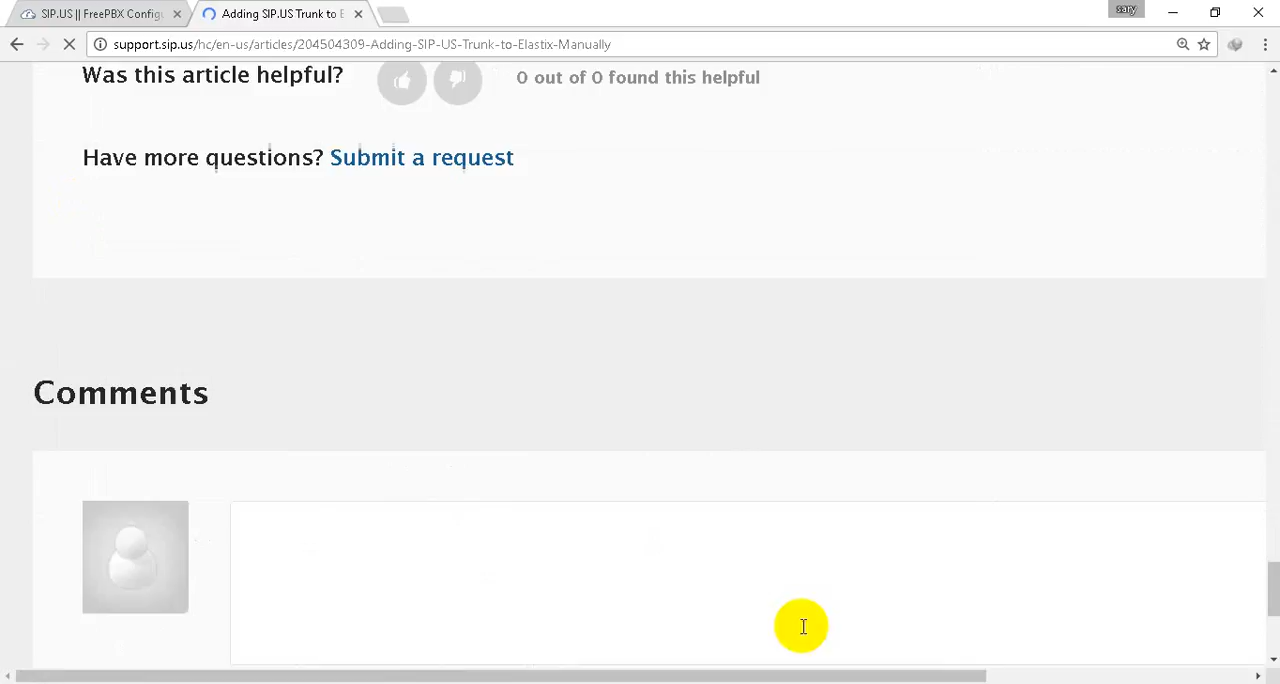 SIP.US || FreePBX Configu
Adding SIP.US Trunk to E
sary
support.sip.us/hc/en-us/articles/204504309-Adding-SIP-US-Trunk-to-Elastix-Manually
Was this article helpful?
0 out of 0 found this helpful
Have more questions? Submit a request
Comments